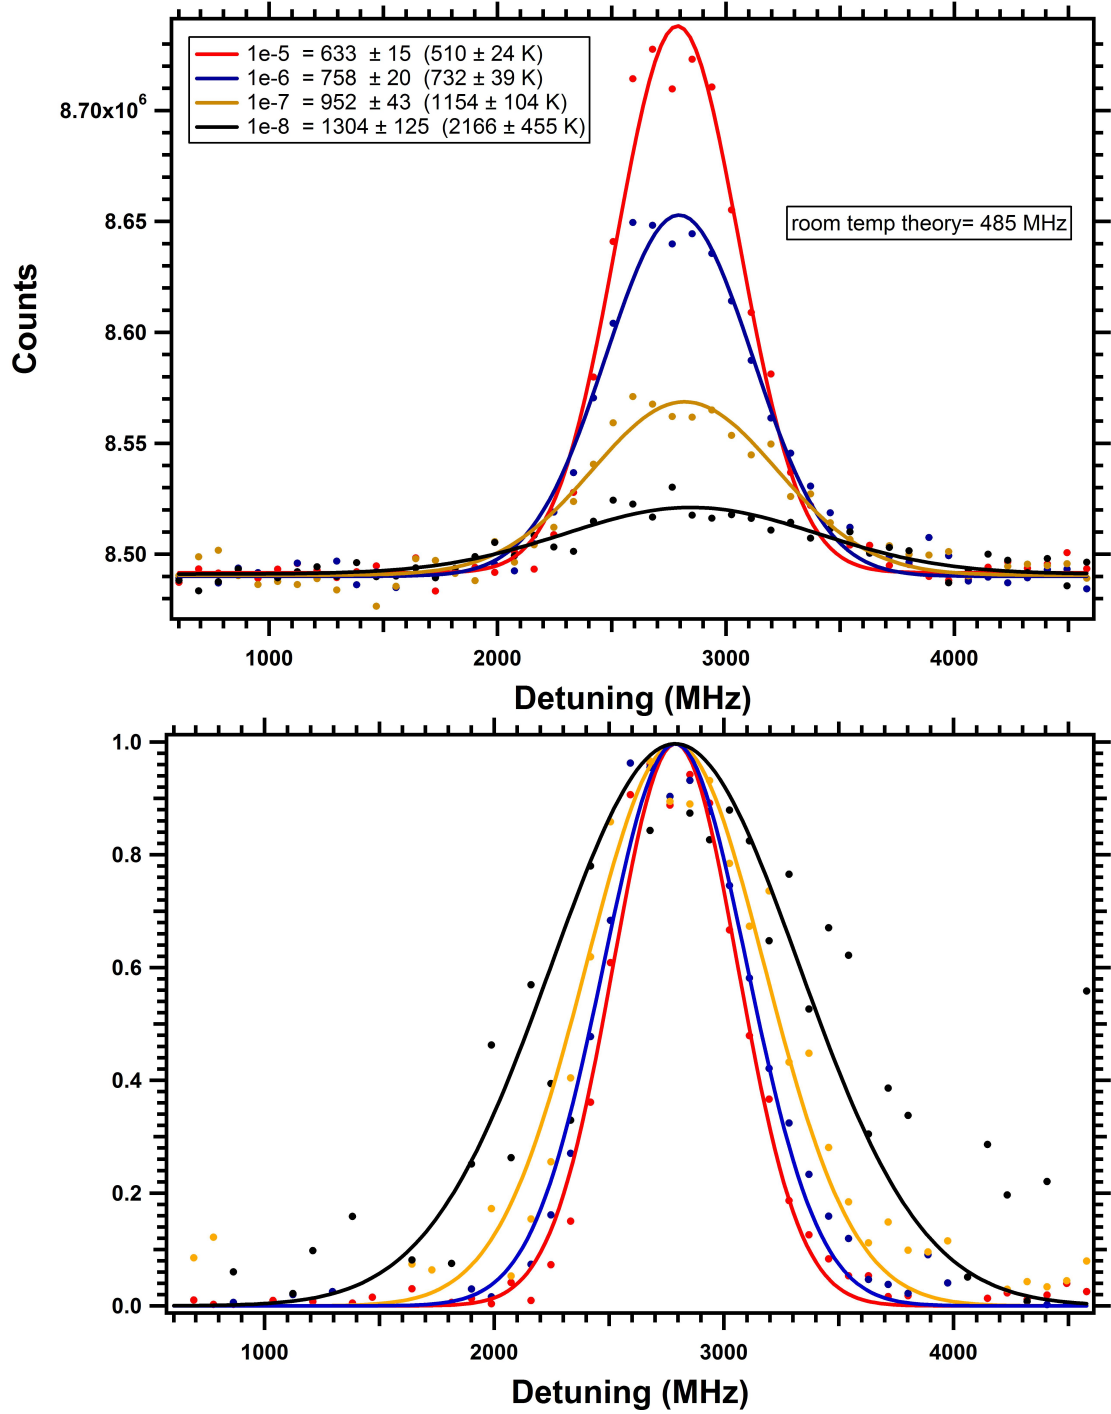 1e-5 = 633 ± 15 (510 ± 24 K)
1e-6 = 758 ± 20 (732 ± 39 K)
1e-7 = 952 ± 43 (1154 ± 104 K)
1e-8 = 1304 ± 125 (2166 ± 455 K)
room temp theory= 485 MHz
8.70x10⁶
8.65
8.60
8.55
8.50
Counts
1000 2000 3000 4000
Detuning (MHz)
1.0
0.8
0.6
0.4
0.2
0.0
1000 2000 3000 4000
Detuning (MHz)